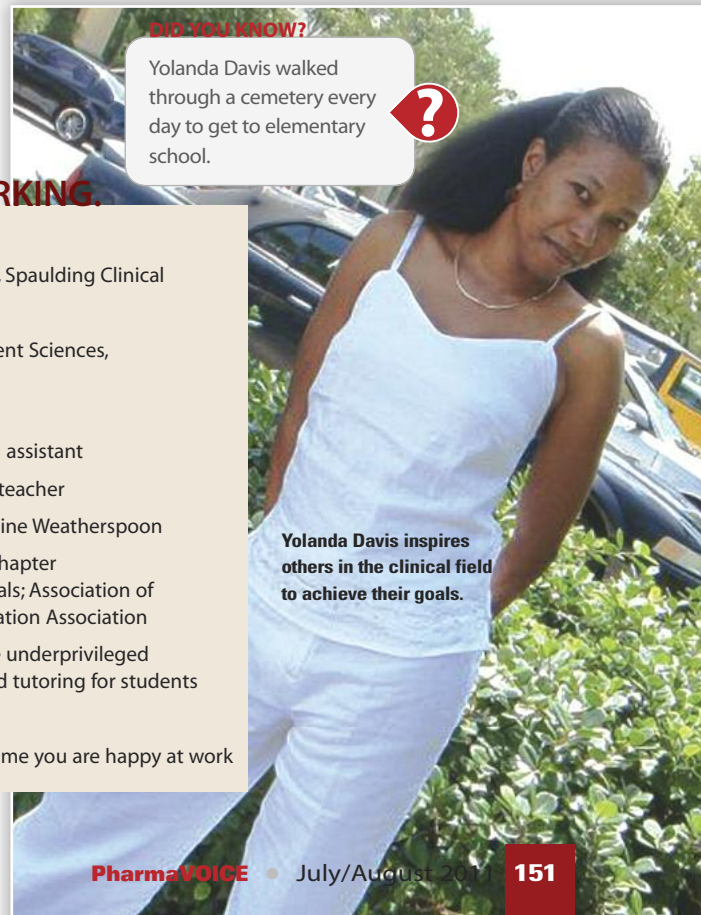 DID YOU KNOW?
Yolanda Davis walked
through a cemetery every
day to get to elementary
school.
?
RKING.
Spaulding Clinical
ent Sciences,
assistant
teacher
ine Weatherspoon
hapter
als; Association of
ation Association
underprivileged
d tutoring for students
me you are happy at work
Yolanda Davis inspires
others in the clinical field
to achieve their goals.
PharmaVOICE ● July/August 2011 151